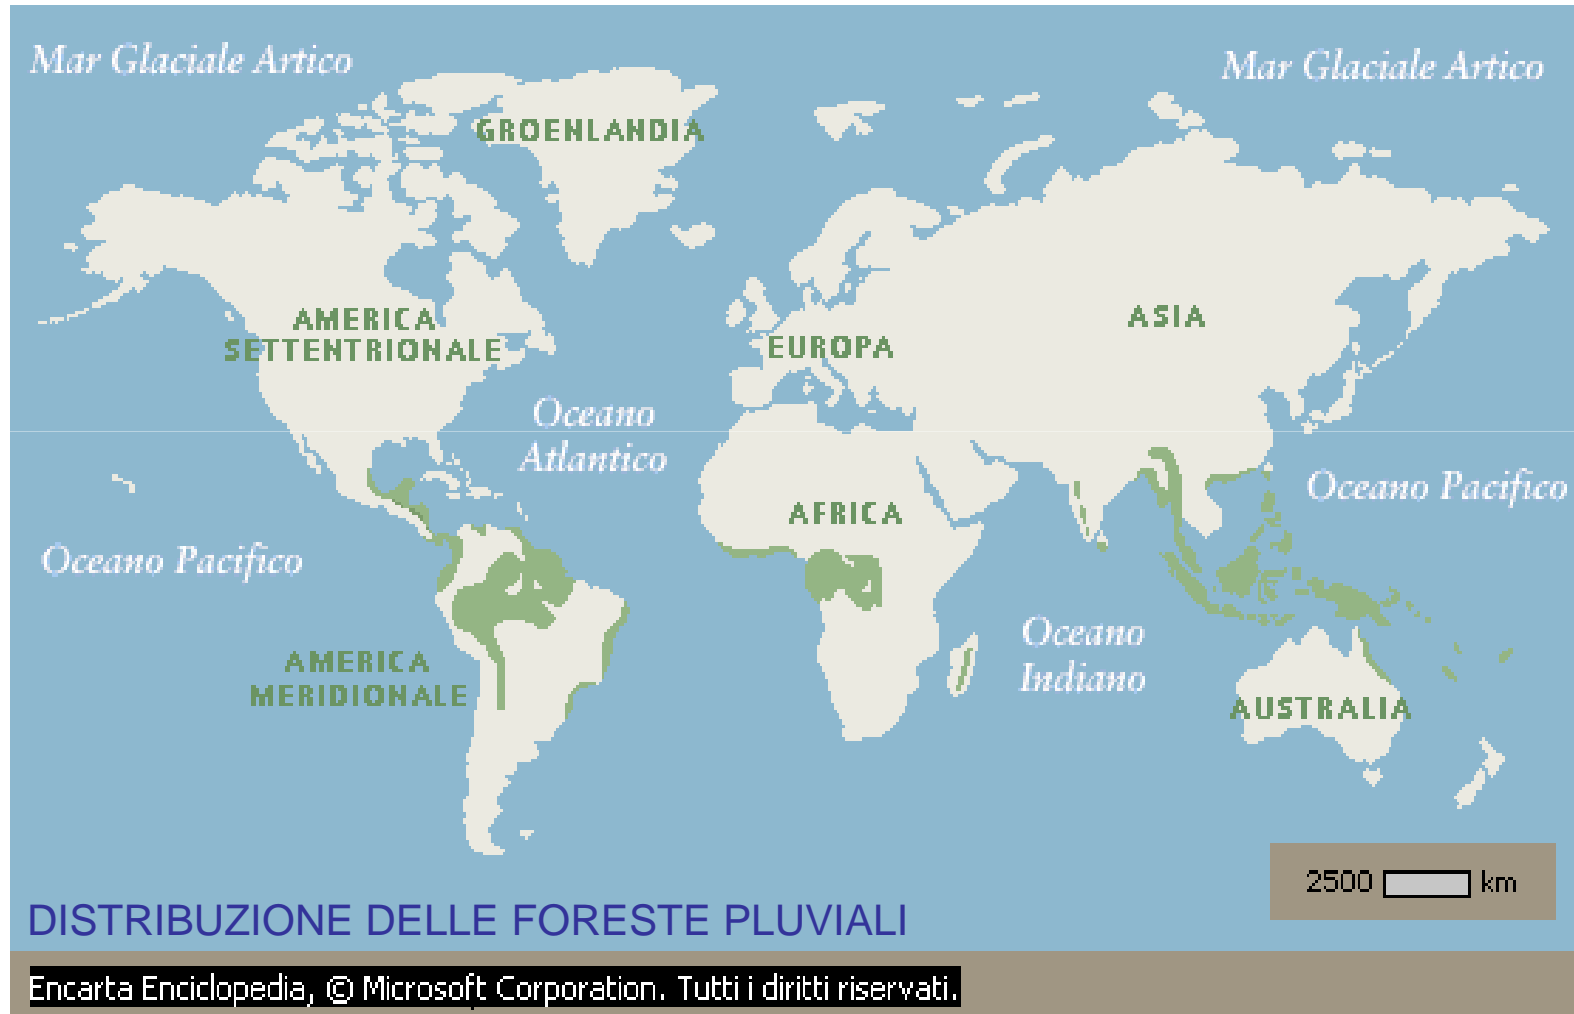 Mar Glaciale Artico
Mar Glaciale Artico
GROENLANDIA
AMERICA
SETTENTRIONALE
EUROPA
ASIA
Oceano
Atlantico
Oceano Pacifico
AFRICA
Oceano Pacifico
Oceano
Indiano
AMERICA
MERIDIONALE
AUSTRALIA
2500 km
DISTRIBUZIONE DELLE FORESTE PLUVIALI
Encarta Enciclopedia, © Microsoft Corporation. Tutti i diritti riservati.